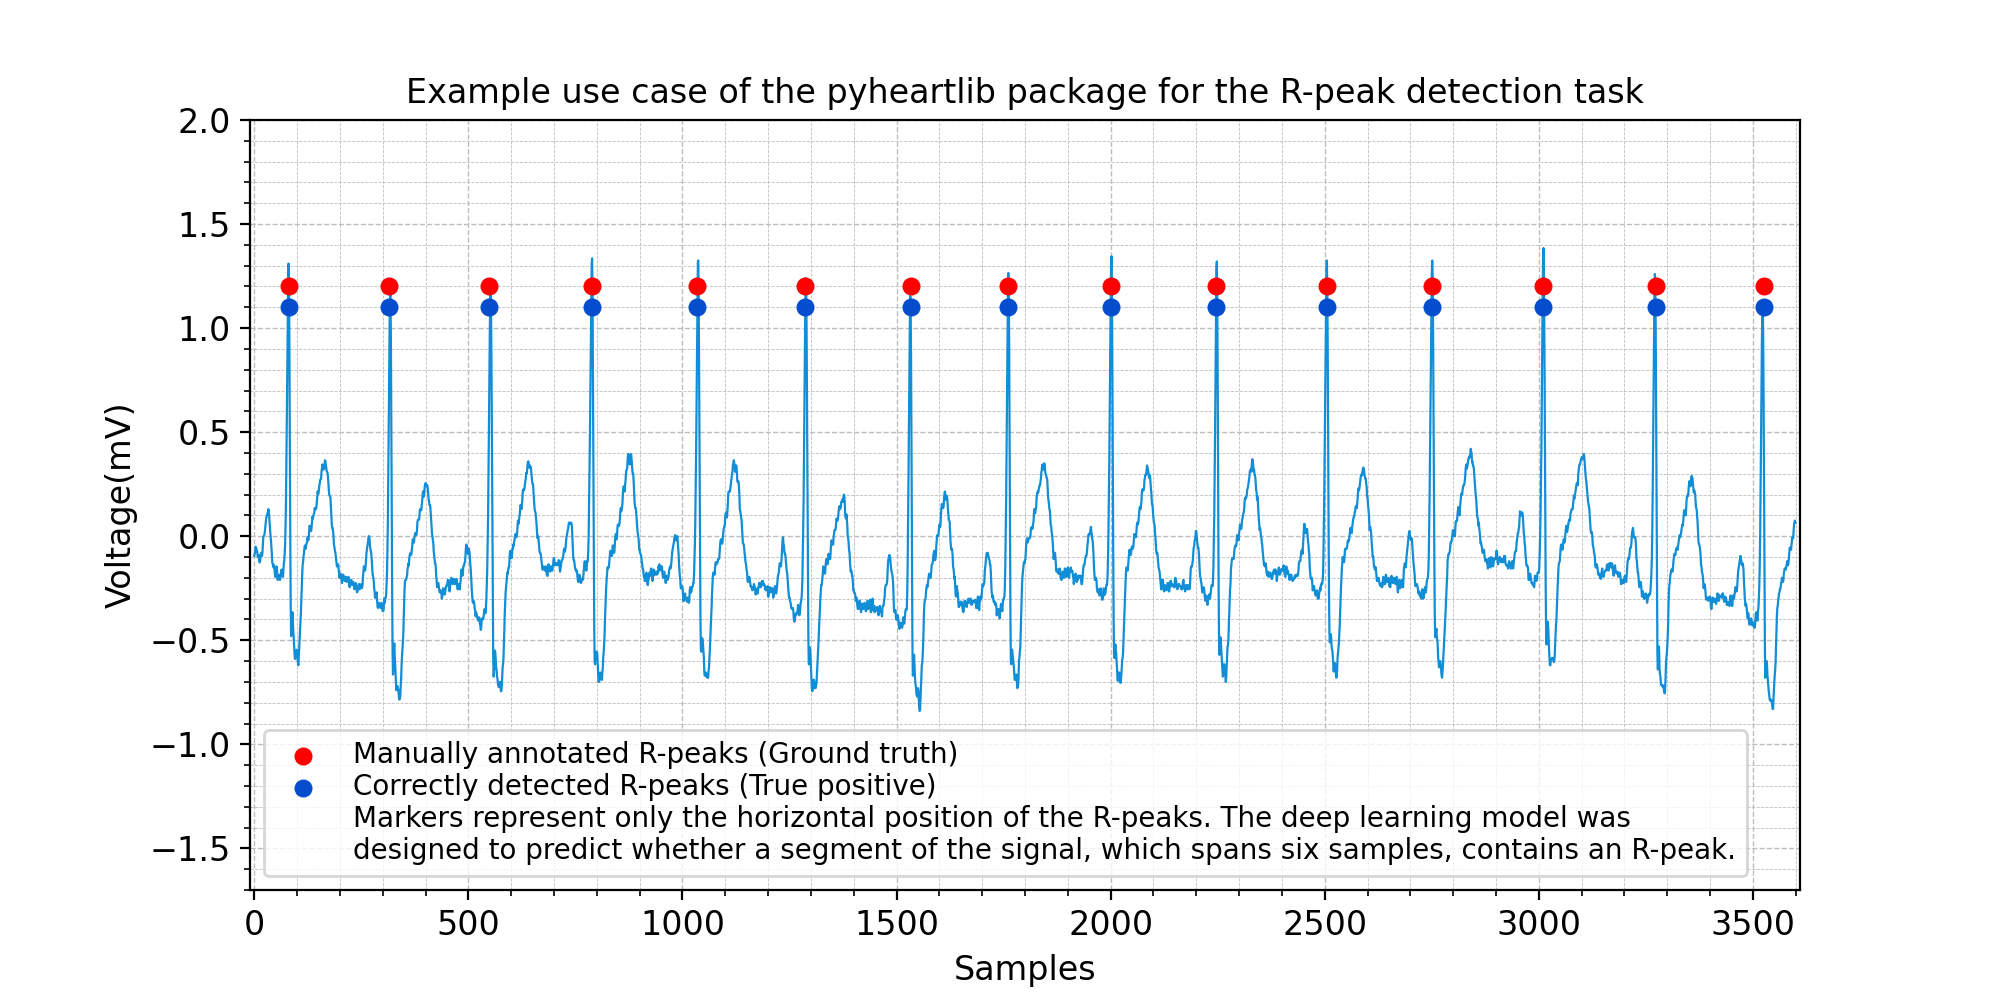 Example use case of the pyheartlib package for the R-peak detection task
2.0
1.5
1.0
0.5
0.0
−0.5
−1.0
−1.5
Voltage(mV)
Manually annotated R-peaks (Ground truth)
Correctly detected R-peaks (True positive)
Markers represent only the horizontal position of the R-peaks. The deep learning model was
designed to predict whether a segment of the signal, which spans six samples, contains an R-peak.
0 500 1000 1500 2000 2500 3000 3500
Samples